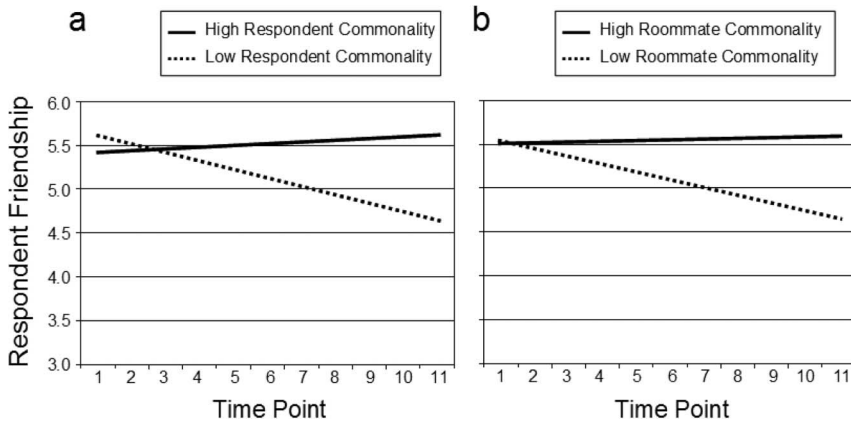 a
High Respondent Commonality
Low Respondent Commonality
b
High Roommate Commonality
Low Roommate Commonality
Respondent Friendship
6.0
5.5
5.0
4.5
4.0
3.5
3.0
1 2 3 4 5 6 7 8 9 10 11
Time Point
1 2 3 4 5 6 7 8 9 10 11
Time Point